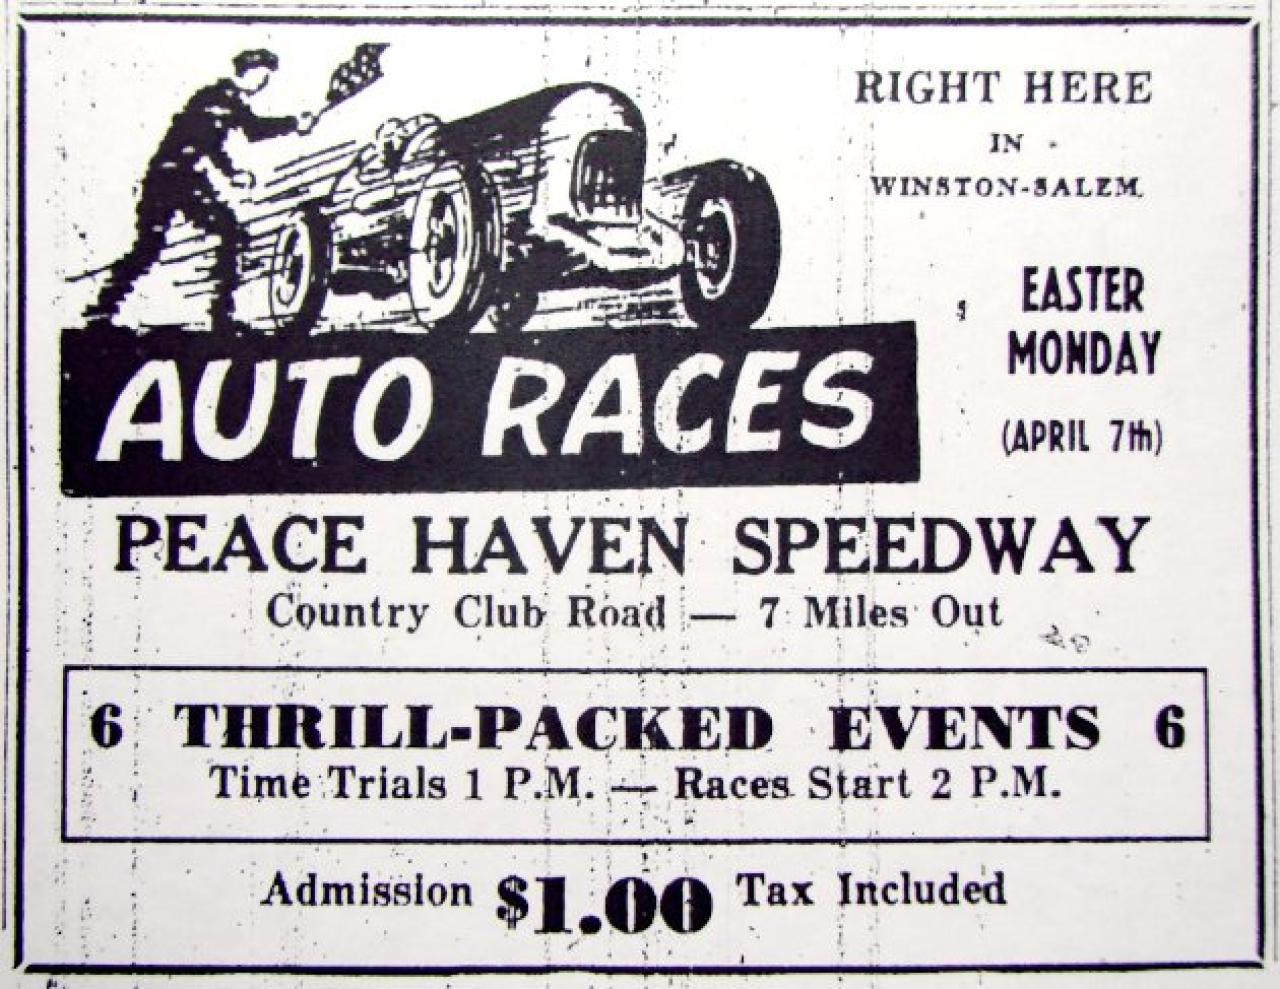 RIGHT HERE
IN
WINSTON-SALEM
EASTER
MONDAY
(APRIL 7th)
AUTO RACES
PEACE HAVEN SPEEDWAY
Country Club Road — 7 Miles Out
6 THRILL-PACKED EVENTS 6
Time Trials 1 P.M. — Races Start 2 P.M.
Admission $1.00 Tax Included